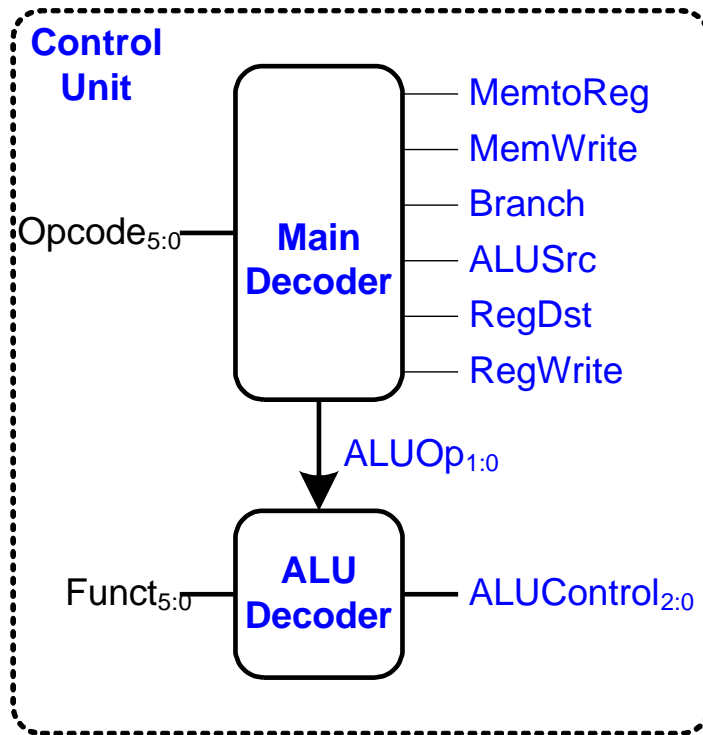 Control
Unit
MemtoReg
MemWrite
Branch
Opcode5:0
Main
Decoder
ALUSrc
RegDst
RegWrite
ALUOp1:0
Funct5:0
ALU
Decoder
ALUControl2:0